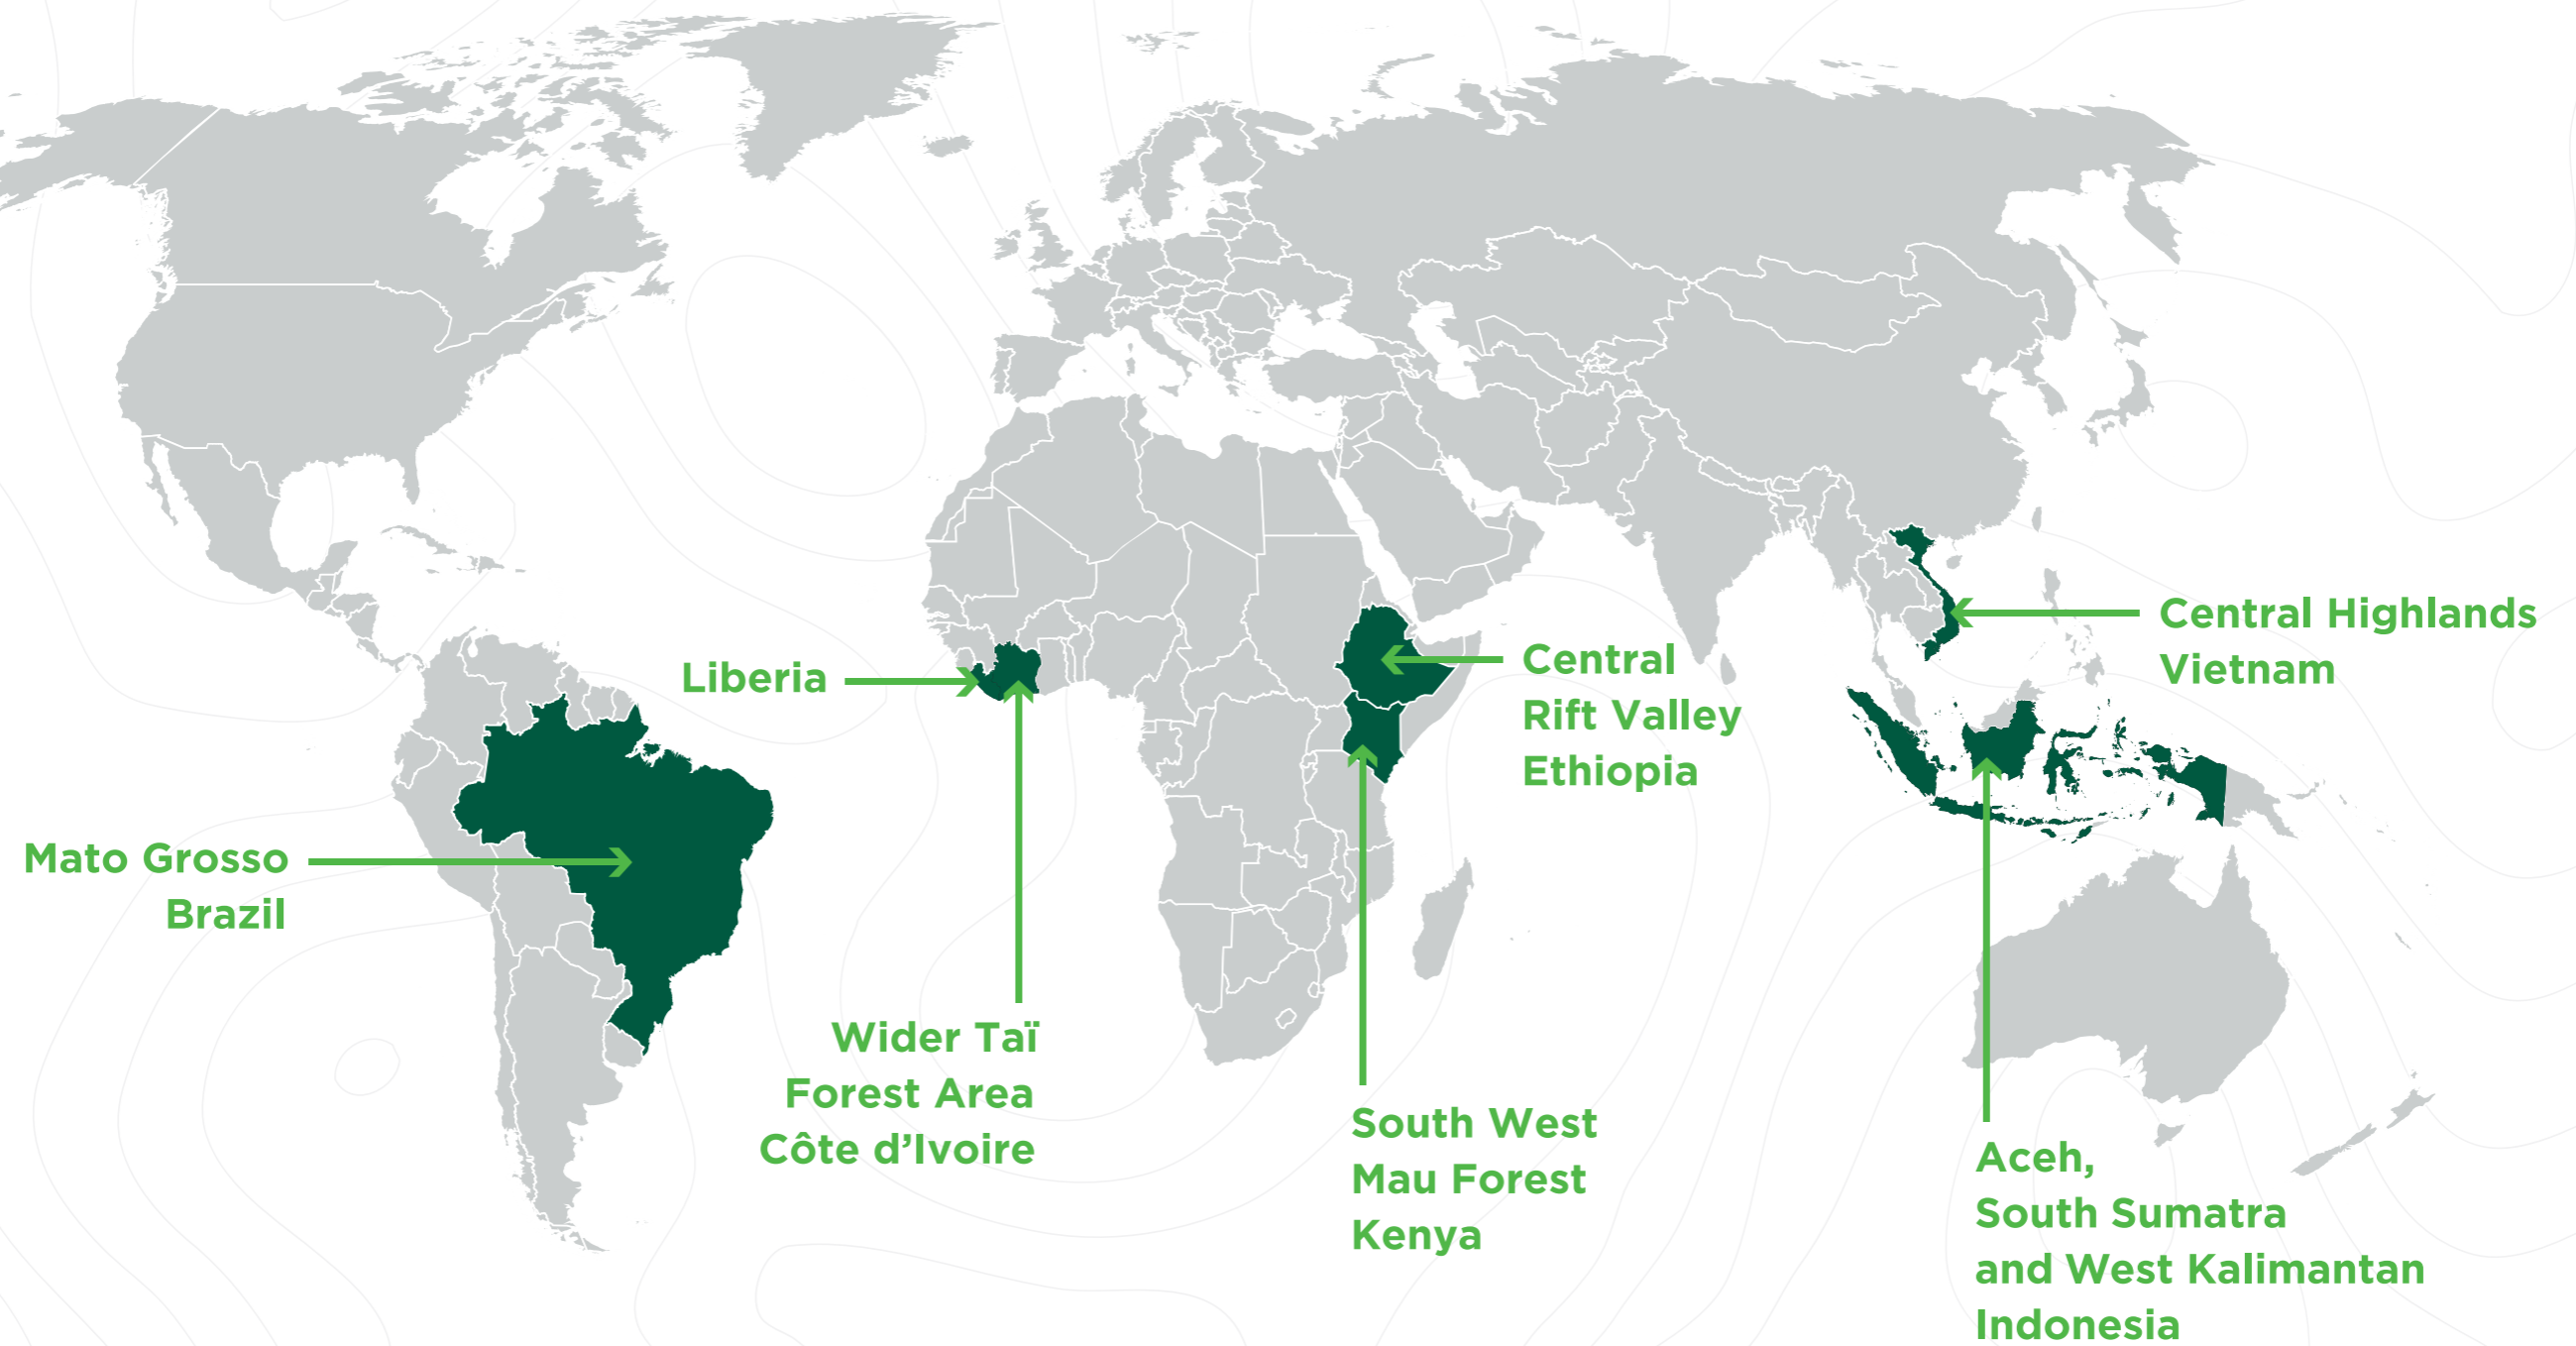 Central Highlands
Vietnam
Central
Rift Valley
Ethiopia
Liberia
Mato Grosso
Brazil
Wider Taï
Forest Area
Côte d’Ivoire
South West
Mau Forest
Kenya
Aceh,
South Sumatra
and West Kalimantan
Indonesia